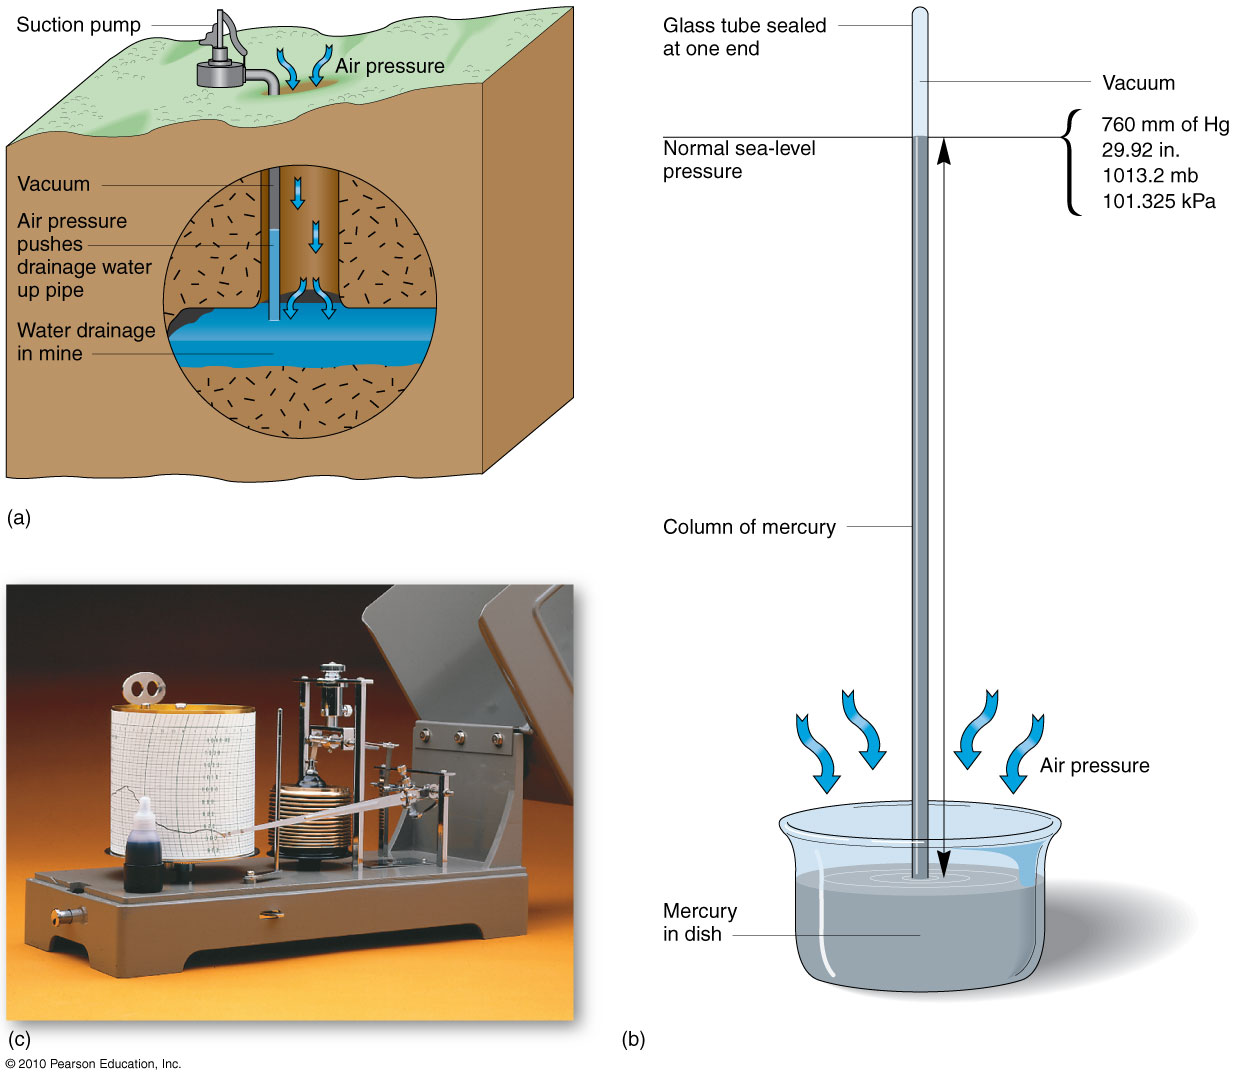 Suction pump
Air pressure
Vacuum
Air pressure
pushes
drainage water
up pipe
Water drainage
in mine
(a)
Glass tube sealed
at one end
Vacuum
760 mm of Hg
29.92 in.
1013.2 mb
101.325 kPa
Normal sea-level
pressure
Column of mercury
Air pressure
Mercury
in dish
(b)
(c)
© 2010 Pearson Education, Inc.